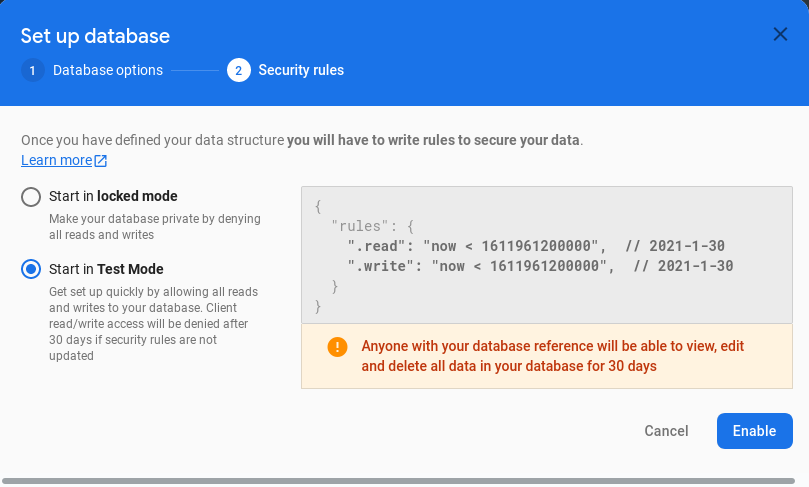 Set up database
1 Database options
2 Security rules
Once you have defined your data structure you will have to write rules to secure your data.
Learn more
Start in locked mode
Make your database private by denying
all reads and writes
Start in Test Mode
Get set up quickly by allowing all reads
and writes to your database. Client
read/write access will be denied after
30 days if security rules are not
updated
{
"rules": {
".read": "now < 1611961200000", // 2021-1-30
".write": "now < 1611961200000", // 2021-1-30
}
}
Anyone with your database reference will be able to view, edit
and delete all data in your database for 30 days
Cancel
Enable